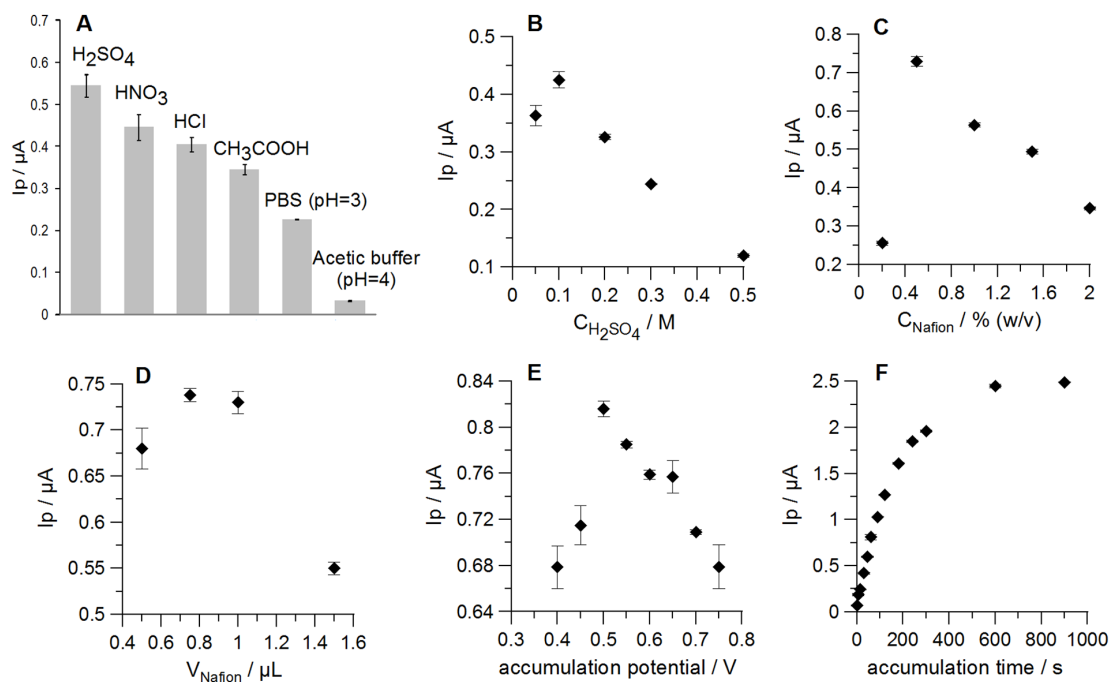 A
Ip / µA
0.7
0.6
0.5
0.4
0.3
0.2
0.1
0
H2SO4
HNO3
HCl
CH3COOH
PBS (pH=3)
Acetic buffer
(pH=4)
B
Ip / µA
0.5
0.4
0.3
0.2
0.1
0 0.1 0.2 0.3 0.4 0.5
CH2SO4 / M
C
Ip / µA
0.8
0.7
0.6
0.5
0.4
0.3
0.2
0 0.4 0.8 1.2 1.6 2
CNafion / % (w/v)
D
Ip / µA
0.75
0.7
0.65
0.6
0.55
0.5
0.4 0.6 0.8 1 1.2 1.4 1.6
VNafion / µL
E
Ip / µA
0.84
0.8
0.76
0.72
0.68
0.64
0.3 0.4 0.5 0.6 0.7 0.8
accumulation potential / V
F
Ip / µA
2.5
2
1.5
1
0.5
0
0 200 400 600 800 1000
accumulation time / s